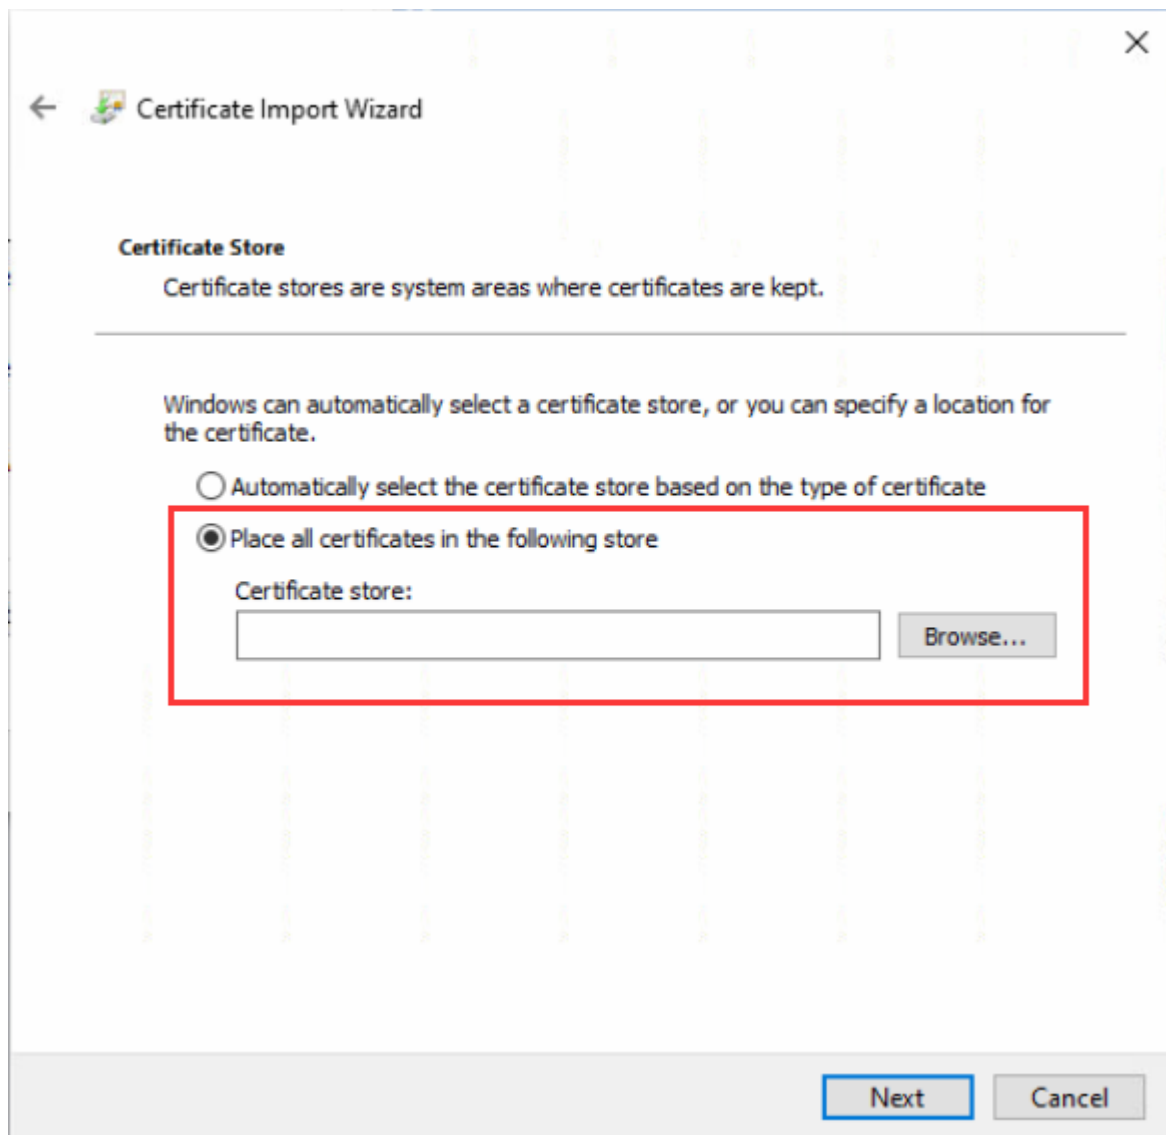 Certificate Import Wizard
Certificate Store
Certificate stores are system areas where certificates are kept.
Windows can automatically select a certificate store, or you can specify a location for
the certificate.
Automatically select the certificate store based on the type of certificate
Place all certificates in the following store
Certificate store:
Browse...
Next
Cancel